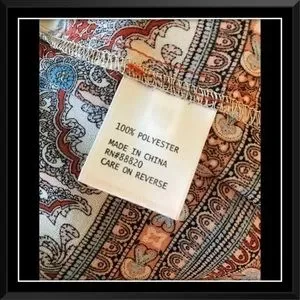 100% POLYESTER
MADE IN CHINA
RN#88820
CARE ON REVERSE